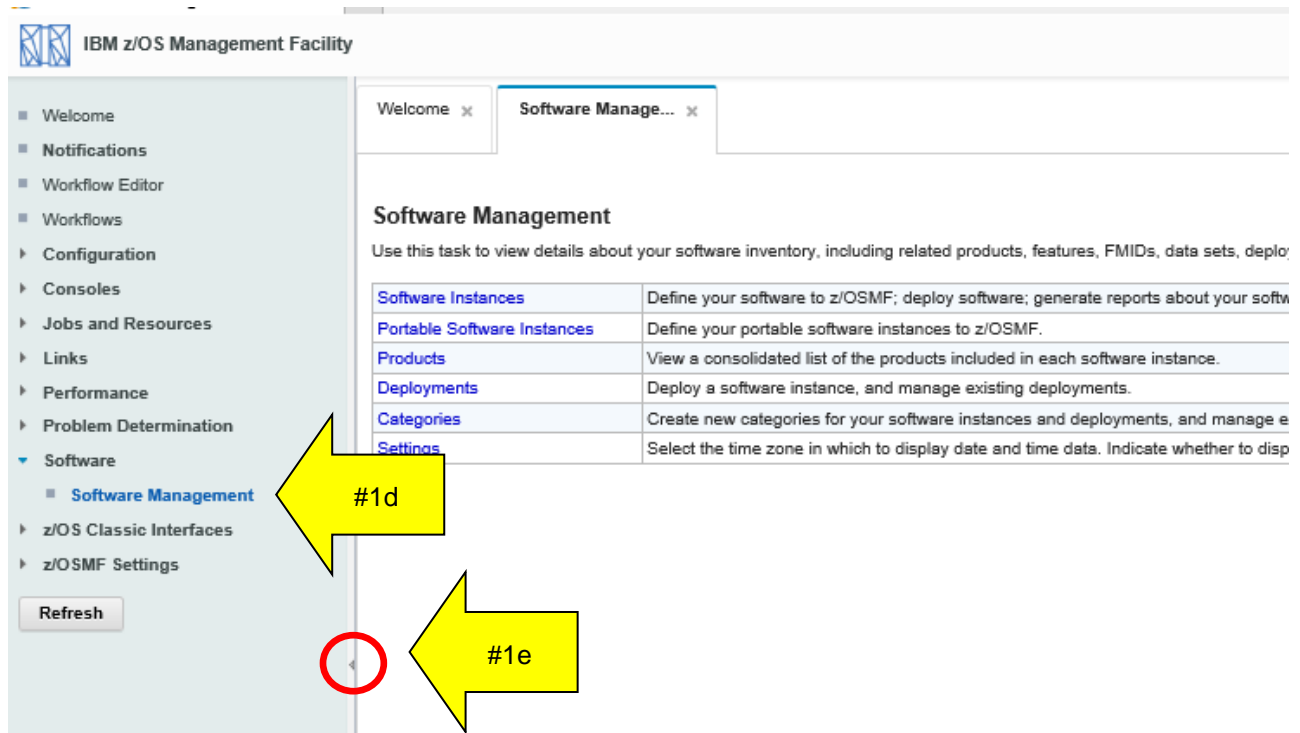 IBM z/OS Management Facility
Welcome
Notifications
Workflow Editor
Workflows
Configuration
Consoles
Jobs and Resources
Links
Performance
Problem Determination
Software
Software Management
z/OS Classic Interfaces
z/OSMF Settings
Refresh
Welcome x Software Manage... x
Software Management
Use this task to view details about your software inventory, including related products, features, FMIDs, data sets, deplo
Software Instances Define your software to z/OSMF; deploy software; generate reports about your softw
Portable Software Instances Define your portable software instances to z/OSMF.
Products View a consolidated list of the products included in each software instance.
Deployments Deploy a software instance, and manage existing deployments.
Categories Create new categories for your software instances and deployments, and manage e
Settings Select the time zone in which to display date and time data. Indicate whether to disp
#1d
#1e